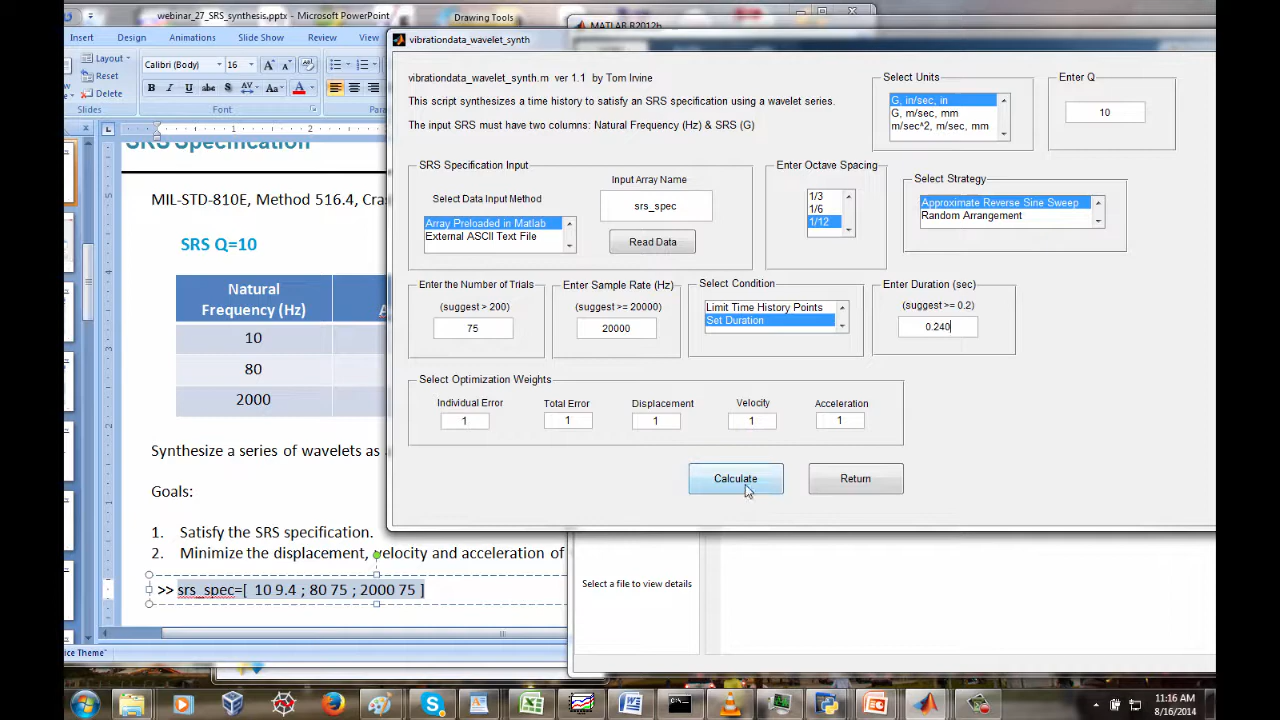 webinar_27_SRS_synthesis.pptx - Microsoft PowerPoint
Drawing Tools
MATLAB R2012b
Insert Design Animations Slide Show Review View
Layout
Reset
Delete
Slides
Calibri (Body) 16
Font
vibrationdata_wavelet_synth
vibrationdata_wavelet_synth.m ver 1.1 by Tom Irvine
This script synthesizes a time history to satisfy an SRS specification using a wavelet series.
The input SRS must have two columns: Natural Frequency (Hz) & SRS (G)
Select Units
G, in/sec, in
G, m/sec, mm
m/sec^2, m/sec, mm
Enter Q
10
SRS Specification Input
Select Data Input Method
Array Preloaded in Matlab
External ASCII Text File
Input Array Name
srs_spec
Read Data
Enter Octave Spacing
1/3
1/6
1/12
Select Strategy
Approximate Reverse Sine Sweep
Random Arrangement
Enter the Number of Trials
(suggest > 200)
75
Enter Sample Rate (Hz)
(suggest >= 20000)
20000
Select Condition
Limit Time History Points
Set Duration
Enter Duration (sec)
(suggest >= 0.2)
0.240
Select Optimization Weights
Individual Error
1
Total Error
1
Displacement
1
Velocity
1
Acceleration
1
Calculate
Return
SRS Specification
MIL-STD-810E, Method 516.4, Cra
SRS Q=10
Natural
Frequency (Hz)
10
80
2000
Synthesize a series of wavelets as
Goals:
1. Satisfy the SRS specification.
2. Minimize the displacement, velocity and acceleration of
>> srs_spec=[ 10 9.4 ; 80 75 ; 2000 75 ]
Select a file to view details
11:16 AM
8/16/2014